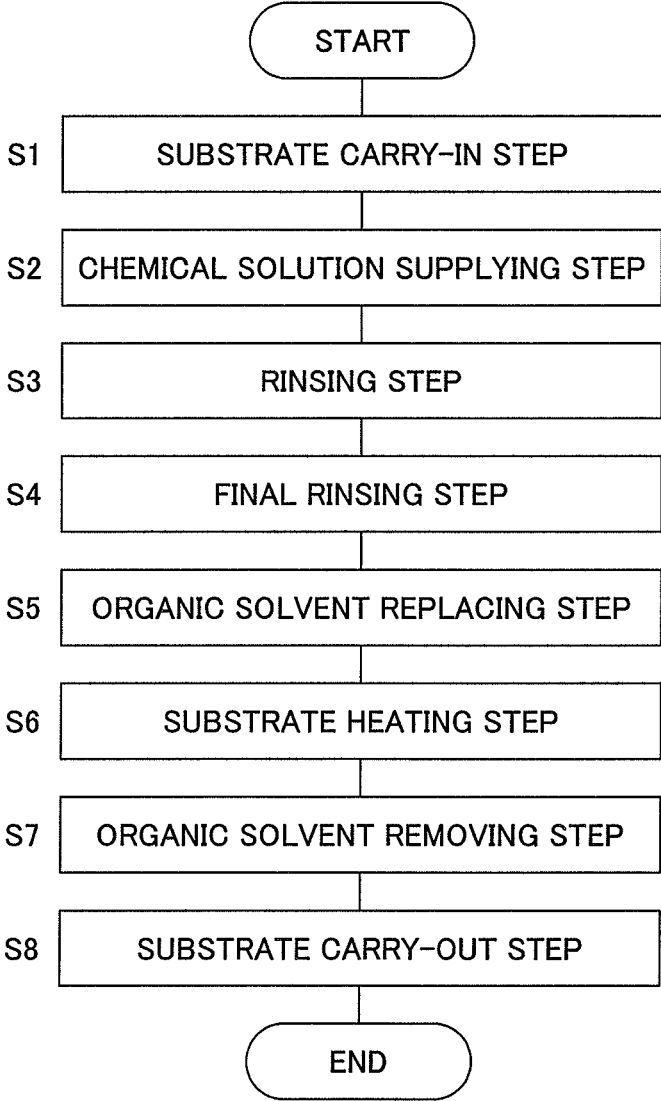 START
S1 SUBSTRATE CARRY-IN STEP
S2 CHEMICAL SOLUTION SUPPLYING STEP
S3 RINSING STEP
S4 FINAL RINSING STEP
S5 ORGANIC SOLVENT REPLACING STEP
S6 SUBSTRATE HEATING STEP
S7 ORGANIC SOLVENT REMOVING STEP
S8 SUBSTRATE CARRY-OUT STEP
END